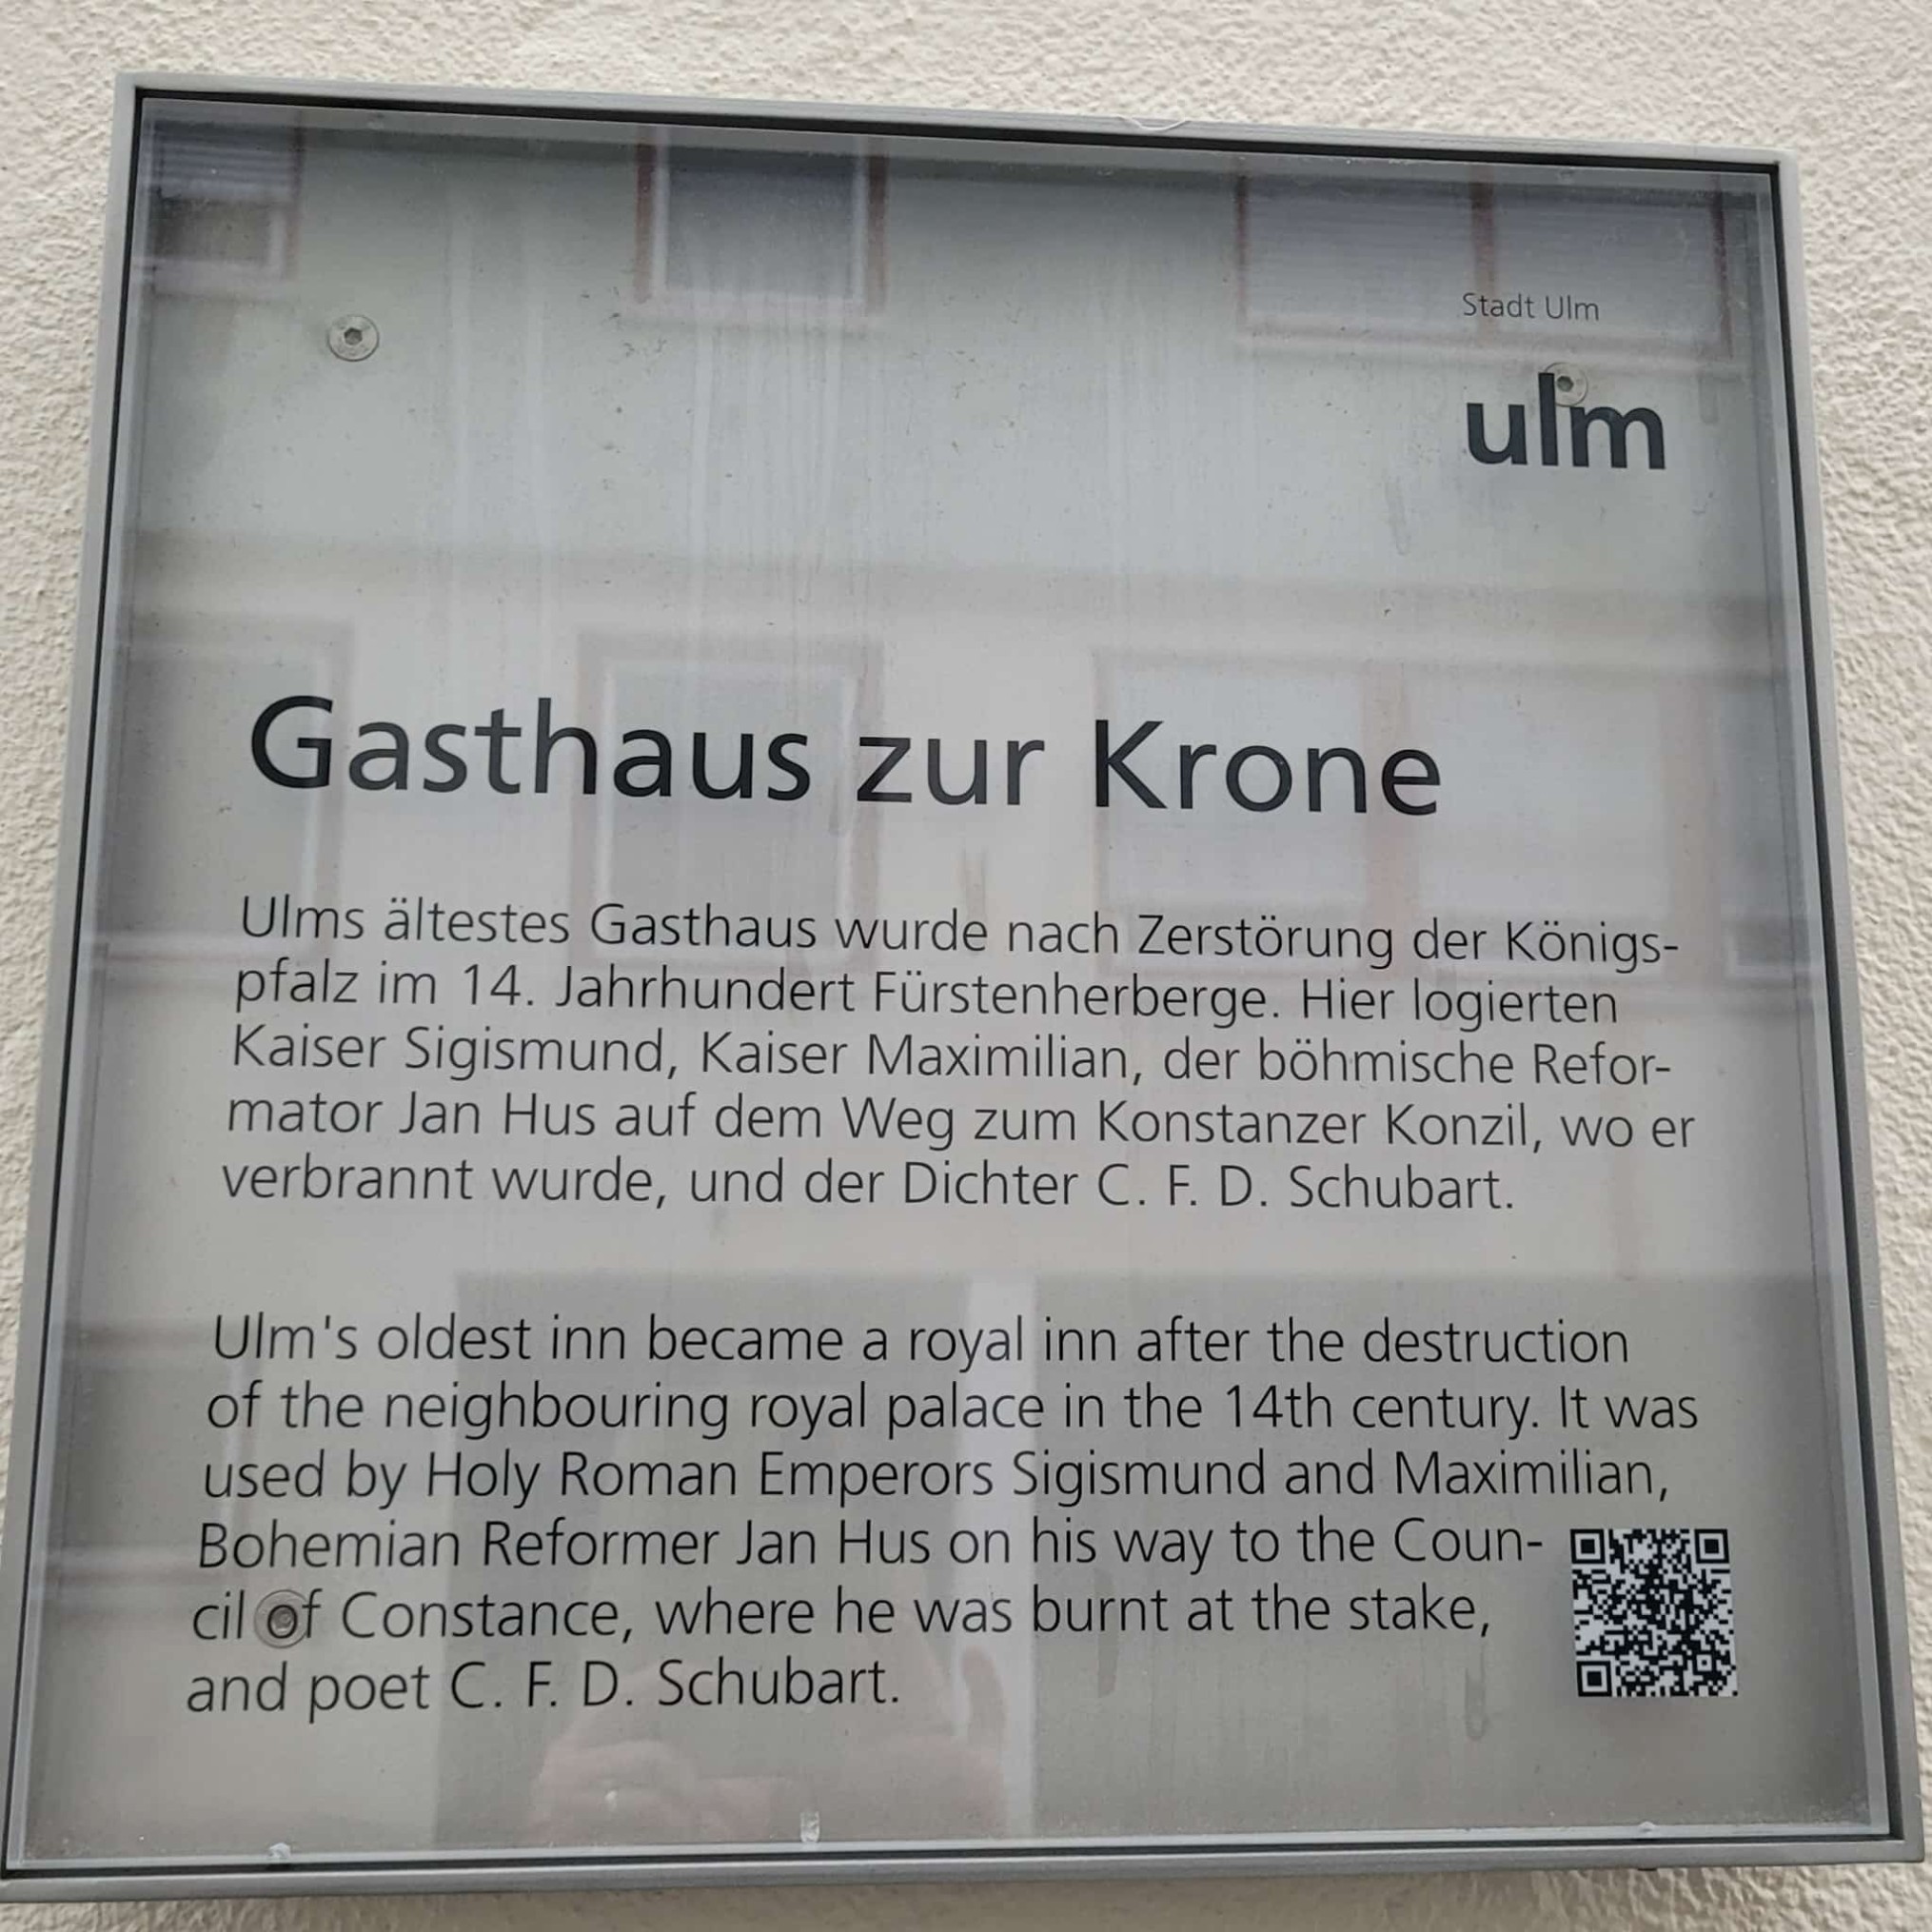 Stadt Ulm
ulm
Gasthaus zur Krone
Ulms ältestes Gasthaus wurde nach Zerstörung der Königs-
pfalz im 14. Jahrhundert Fürstenherberge. Hier logierten
Kaiser Sigismund, Kaiser Maximilian, der böhmische Refor-
mator Jan Hus auf dem Weg zum Konstanzer Konzil, wo er
verbrannt wurde, und der Dichter C. F. D. Schubart.
Ulm's oldest inn became a royal inn after the destruction
of the neighbouring royal palace in the 14th century. It was
used by Holy Roman Emperors Sigismund and Maximilian,
Bohemian Reformer Jan Hus on his way to the Coun-
cil of Constance, where he was burnt at the stake,
and poet C. F. D. Schubart.